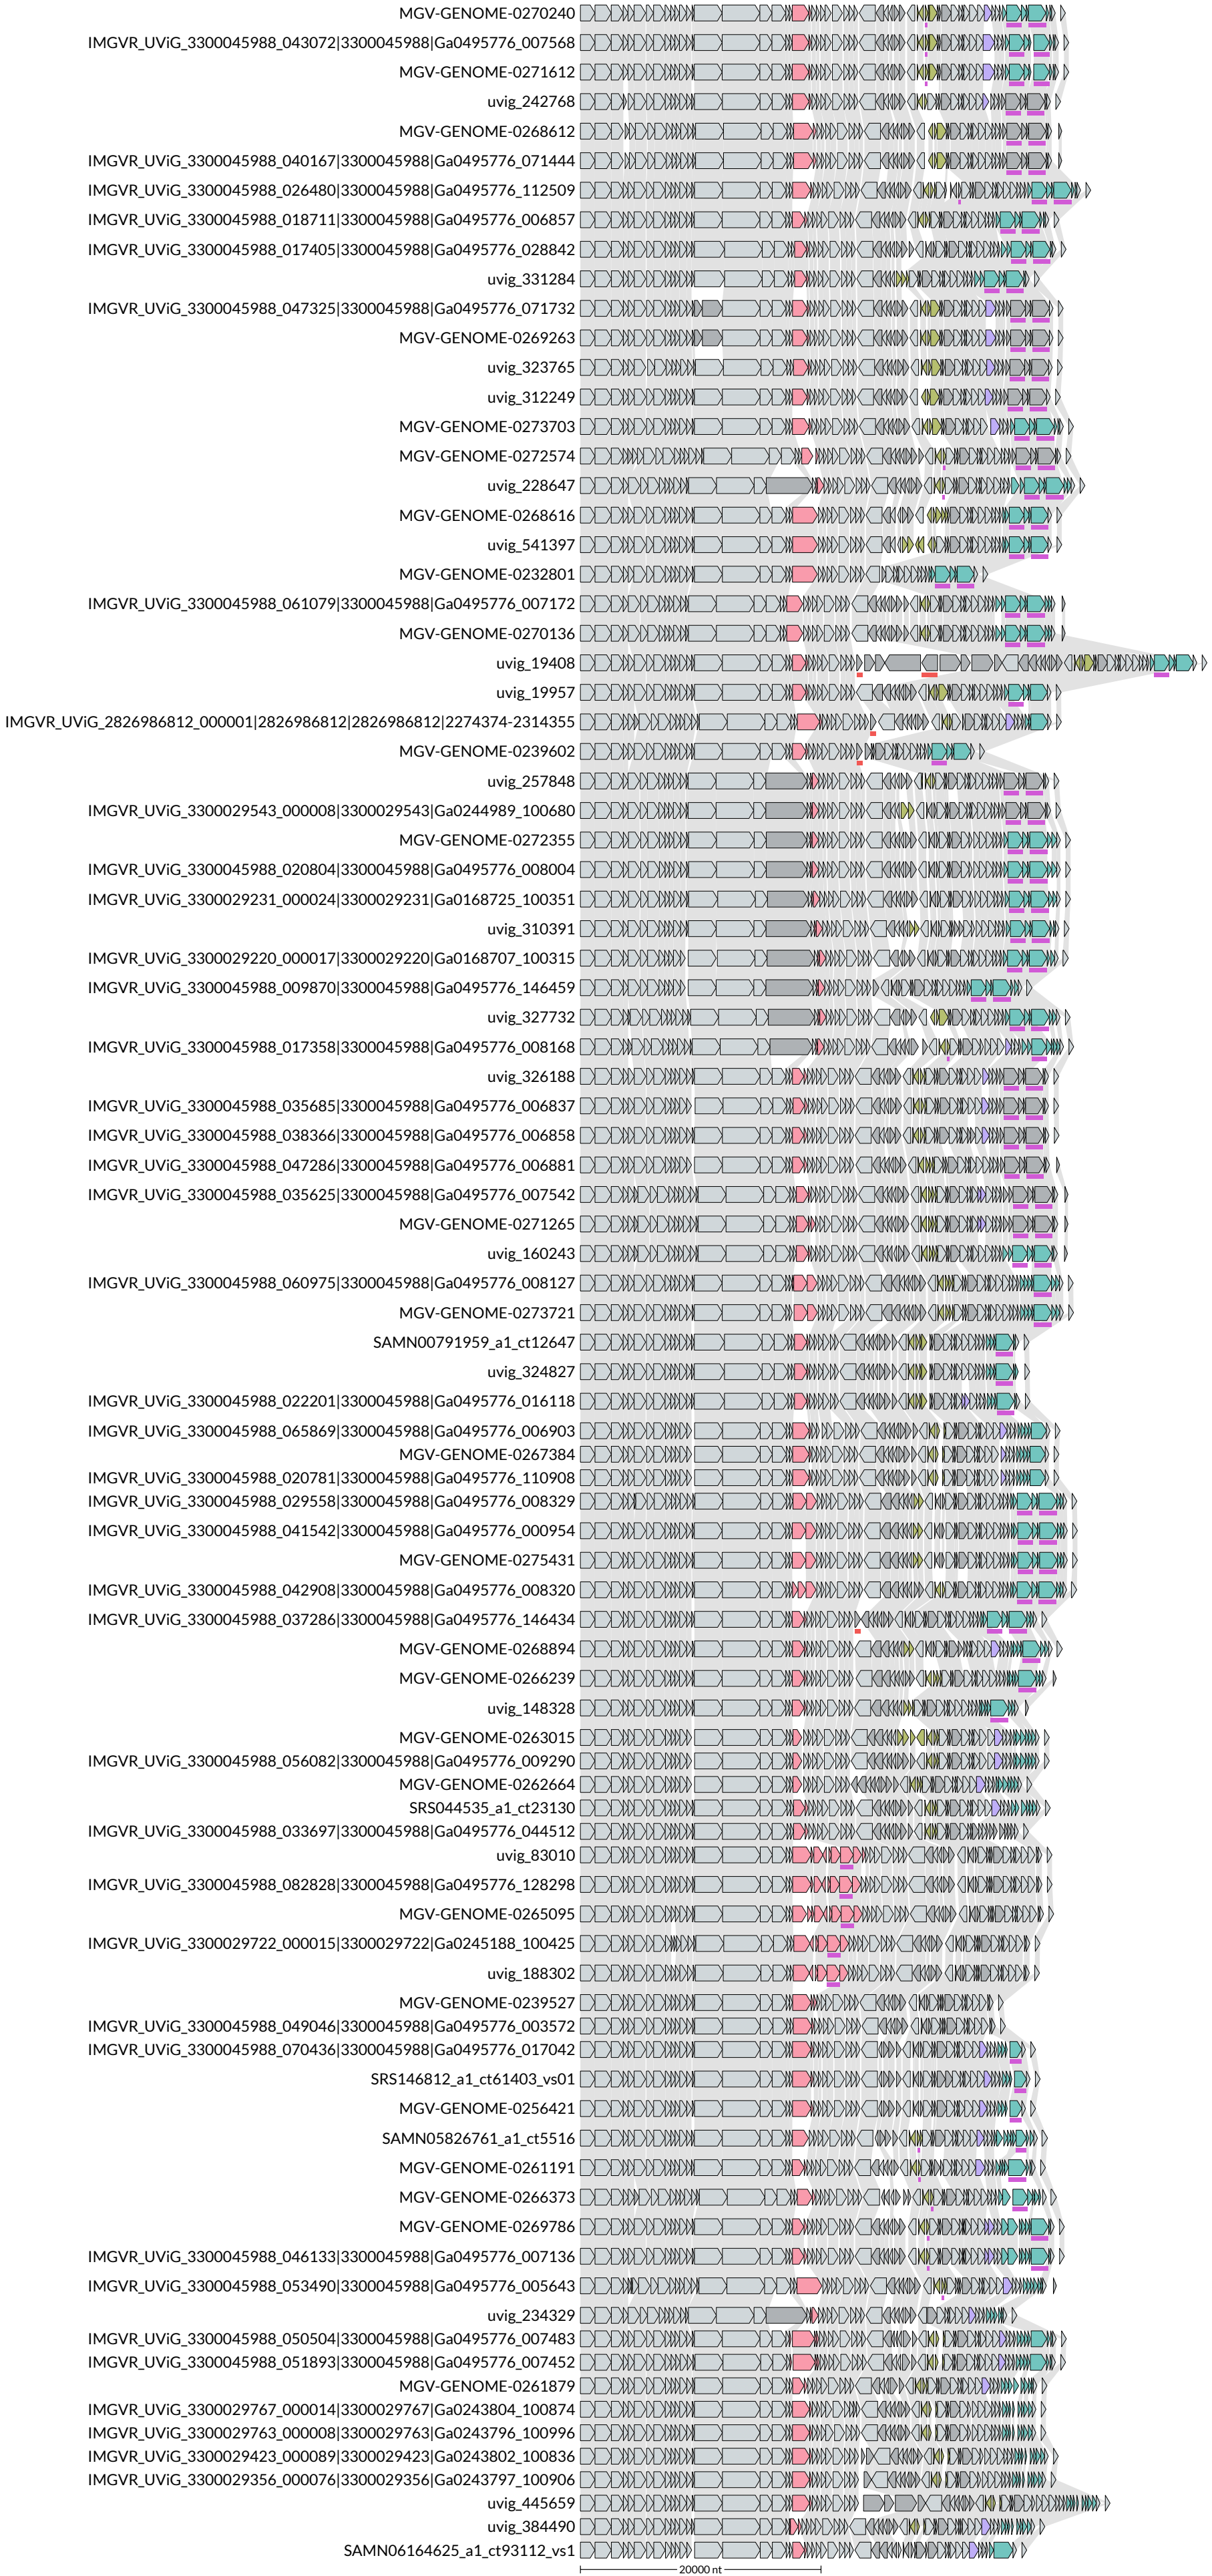 MGV-GENOME-0270240
IMGVR_UViG_3300045988_043072|3300045988|Ga0495776_007568
MGV-GENOME-0271612
uvig_242768
MGV-GENOME-0268612
IMGVR_UViG_3300045988_040167|3300045988|Ga0495776_071444
IMGVR_UViG_3300045988_026480|3300045988|Ga0495776_112509
IMGVR_UViG_3300045988_018711|3300045988|Ga0495776_006857
IMGVR_UViG_3300045988_017405|3300045988|Ga0495776_028842
uvig_331284
IMGVR_UViG_3300045988_047325|3300045988|Ga0495776_071732
MGV-GENOME-0269263
uvig_323765
uvig_312249
MGV-GENOME-0273703
MGV-GENOME-0272574
uvig_228647
MGV-GENOME-0268616
uvig_541397
MGV-GENOME-0232801
IMGVR_UViG_3300045988_061079|3300045988|Ga0495776_007172
MGV-GENOME-0270136
uvig_19408
uvig_19957
IMGVR_UViG_2826986812_000001|2826986812|2826986812|2274374-2314355
MGV-GENOME-0239602
uvig_257848
IMGVR_UViG_3300029543_000008|3300029543|Ga0244989_100680
MGV-GENOME-0272355
IMGVR_UViG_3300045988_020804|3300045988|Ga0495776_008004
IMGVR_UViG_3300029231_000024|3300029231|Ga0168725_100351
uvig_310391
IMGVR_UViG_3300029220_000017|3300029220|Ga0168707_100315
IMGVR_UViG_3300045988_009870|3300045988|Ga0495776_146459
uvig_327732
IMGVR_UViG_3300045988_017358|3300045988|Ga0495776_008168
uvig_326188
IMGVR_UViG_3300045988_035685|3300045988|Ga0495776_006837
IMGVR_UViG_3300045988_038366|3300045988|Ga0495776_006858
IMGVR_UViG_3300045988_047286|3300045988|Ga0495776_006881
IMGVR_UViG_3300045988_035625|3300045988|Ga0495776_007542
MGV-GENOME-0271265
uvig_160243
IMGVR_UViG_3300045988_060975|3300045988|Ga0495776_008127
MGV-GENOME-0273721
SAMN00791959_a1_ct12647
uvig_324827
IMGVR_UViG_3300045988_022201|3300045988|Ga0495776_016118
IMGVR_UViG_3300045988_065869|3300045988|Ga0495776_006903
MGV-GENOME-0267384
IMGVR_UViG_3300045988_020781|3300045988|Ga0495776_110908
IMGVR_UViG_3300045988_029558|3300045988|Ga0495776_008329
IMGVR_UViG_3300045988_041542|3300045988|Ga0495776_000954
MGV-GENOME-0275431
IMGVR_UViG_3300045988_042908|3300045988|Ga0495776_008320
IMGVR_UViG_3300045988_037286|3300045988|Ga0495776_146434
MGV-GENOME-0268894
MGV-GENOME-0266239
uvig_148328
MGV-GENOME-0263015
IMGVR_UViG_3300045988_056082|3300045988|Ga0495776_009290
MGV-GENOME-0262664
SRS044535_a1_ct23130
IMGVR_UViG_3300045988_033697|3300045988|Ga0495776_044512
uvig_83010
IMGVR_UViG_3300045988_082828|3300045988|Ga0495776_128298
MGV-GENOME-0265095
IMGVR_UViG_3300029722_000015|3300029722|Ga0245188_100425
uvig_188302
MGV-GENOME-0239527
IMGVR_UViG_3300045988_049046|3300045988|Ga0495776_003572
IMGVR_UViG_3300045988_070436|3300045988|Ga0495776_017042
SRS146812_a1_ct61403_vs01
MGV-GENOME-0256421
SAMN05826761_a1_ct5516
MGV-GENOME-0261191
MGV-GENOME-0266373
MGV-GENOME-0269786
IMGVR_UViG_3300045988_046133|3300045988|Ga0495776_007136
IMGVR_UViG_3300045988_053490|3300045988|Ga0495776_005643
uvig_234329
IMGVR_UViG_3300045988_050504|3300045988|Ga0495776_007483
IMGVR_UViG_3300045988_051893|3300045988|Ga0495776_007452
MGV-GENOME-0261879
IMGVR_UViG_3300029767_000014|3300029767|Ga0243804_100874
IMGVR_UViG_3300029763_000008|3300029763|Ga0243796_100996
IMGVR_UViG_3300029423_000089|3300029423|Ga0243802_100836
IMGVR_UViG_3300029356_000076|3300029356|Ga0243797_100906
uvig_445659
uvig_384490
SAMN06164625_a1_ct93112_vs1
20000 nt